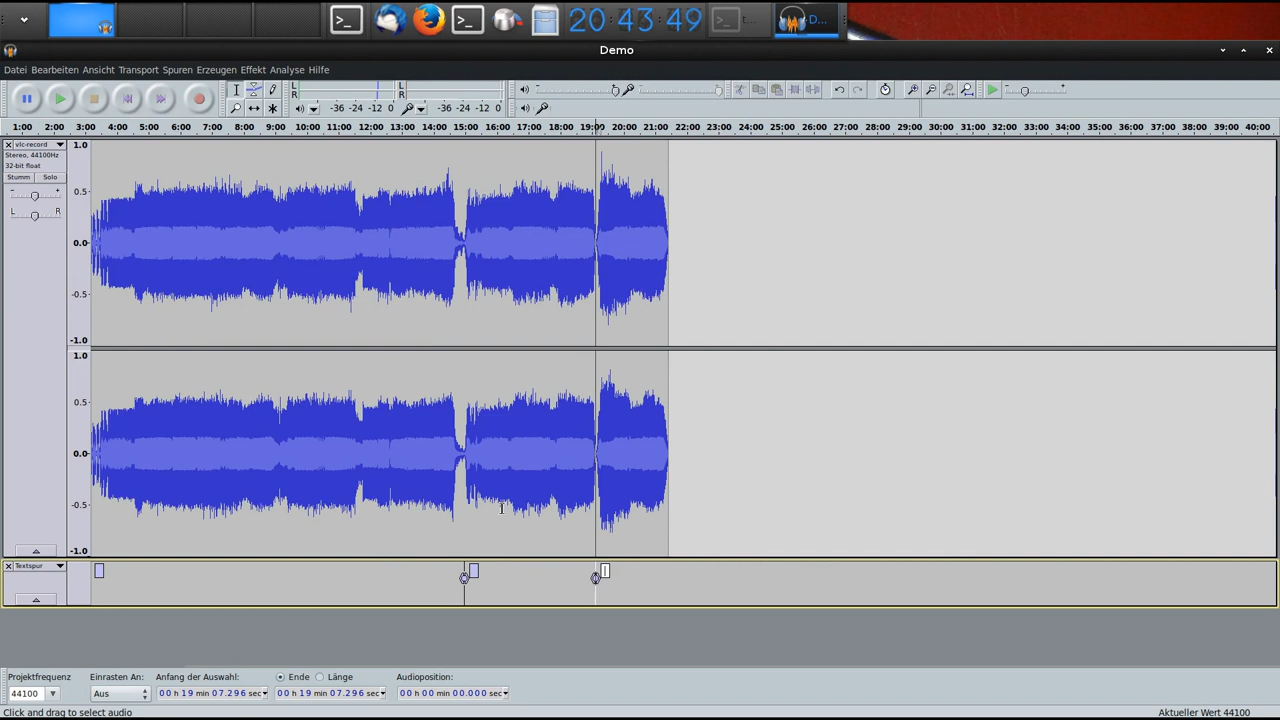 20 43 49
t...
D...
Demo
Datei Bearbeiten Ansicht Transport Spuren Erzeugen Effekt Analyse Hilfe
L
R
-36 -24 -12 0
L
R
-36 -24 -12 0
1:00 2:00 3:00 4:00 5:00 6:00 7:00 8:00 9:00 10:00 11:00 12:00 13:00 14:00 15:00 16:00 17:00 18:00 19:00 20:00 21:00 22:00 23:00 24:00 25:00 26:00 27:00 28:00 29:00 30:00 31:00 32:00 33:00 34:00 35:00 36:00 37:00 38:00 39:00 40:00
vlc-record
Stereo, 44100Hz
32-bit float
Stumm Solo
- +
L R
1.0
0.5
0.0
-0.5
-1.0
1.0
0.5
0.0
-0.5
-1.0
Textspur
Projektfrequenz Einrasten An: Anfang der Auswahl: Ende Länge Audioposition:
44100 Aus 00 h 19 min 07.296 sec 00 h 19 min 07.296 sec 00 h 00 min 00.000 sec
Click and drag to select audio Aktueller Wert 44100